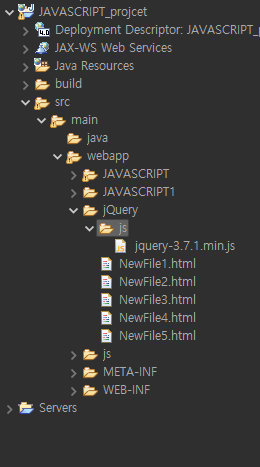 JAVASCRIPT_projcet
Deployment Descriptor: JAVASCRIPT_p
JAX-WS Web Services
Java Resources
build
src
main
java
webapp
JAVASCRIPT
JAVASCRIPT1
jQuery
js
jquery-3.7.1.min.js
NewFile1.html
NewFile2.html
NewFile3.html
NewFile4.html
NewFile5.html
js
META-INF
WEB-INF
Servers